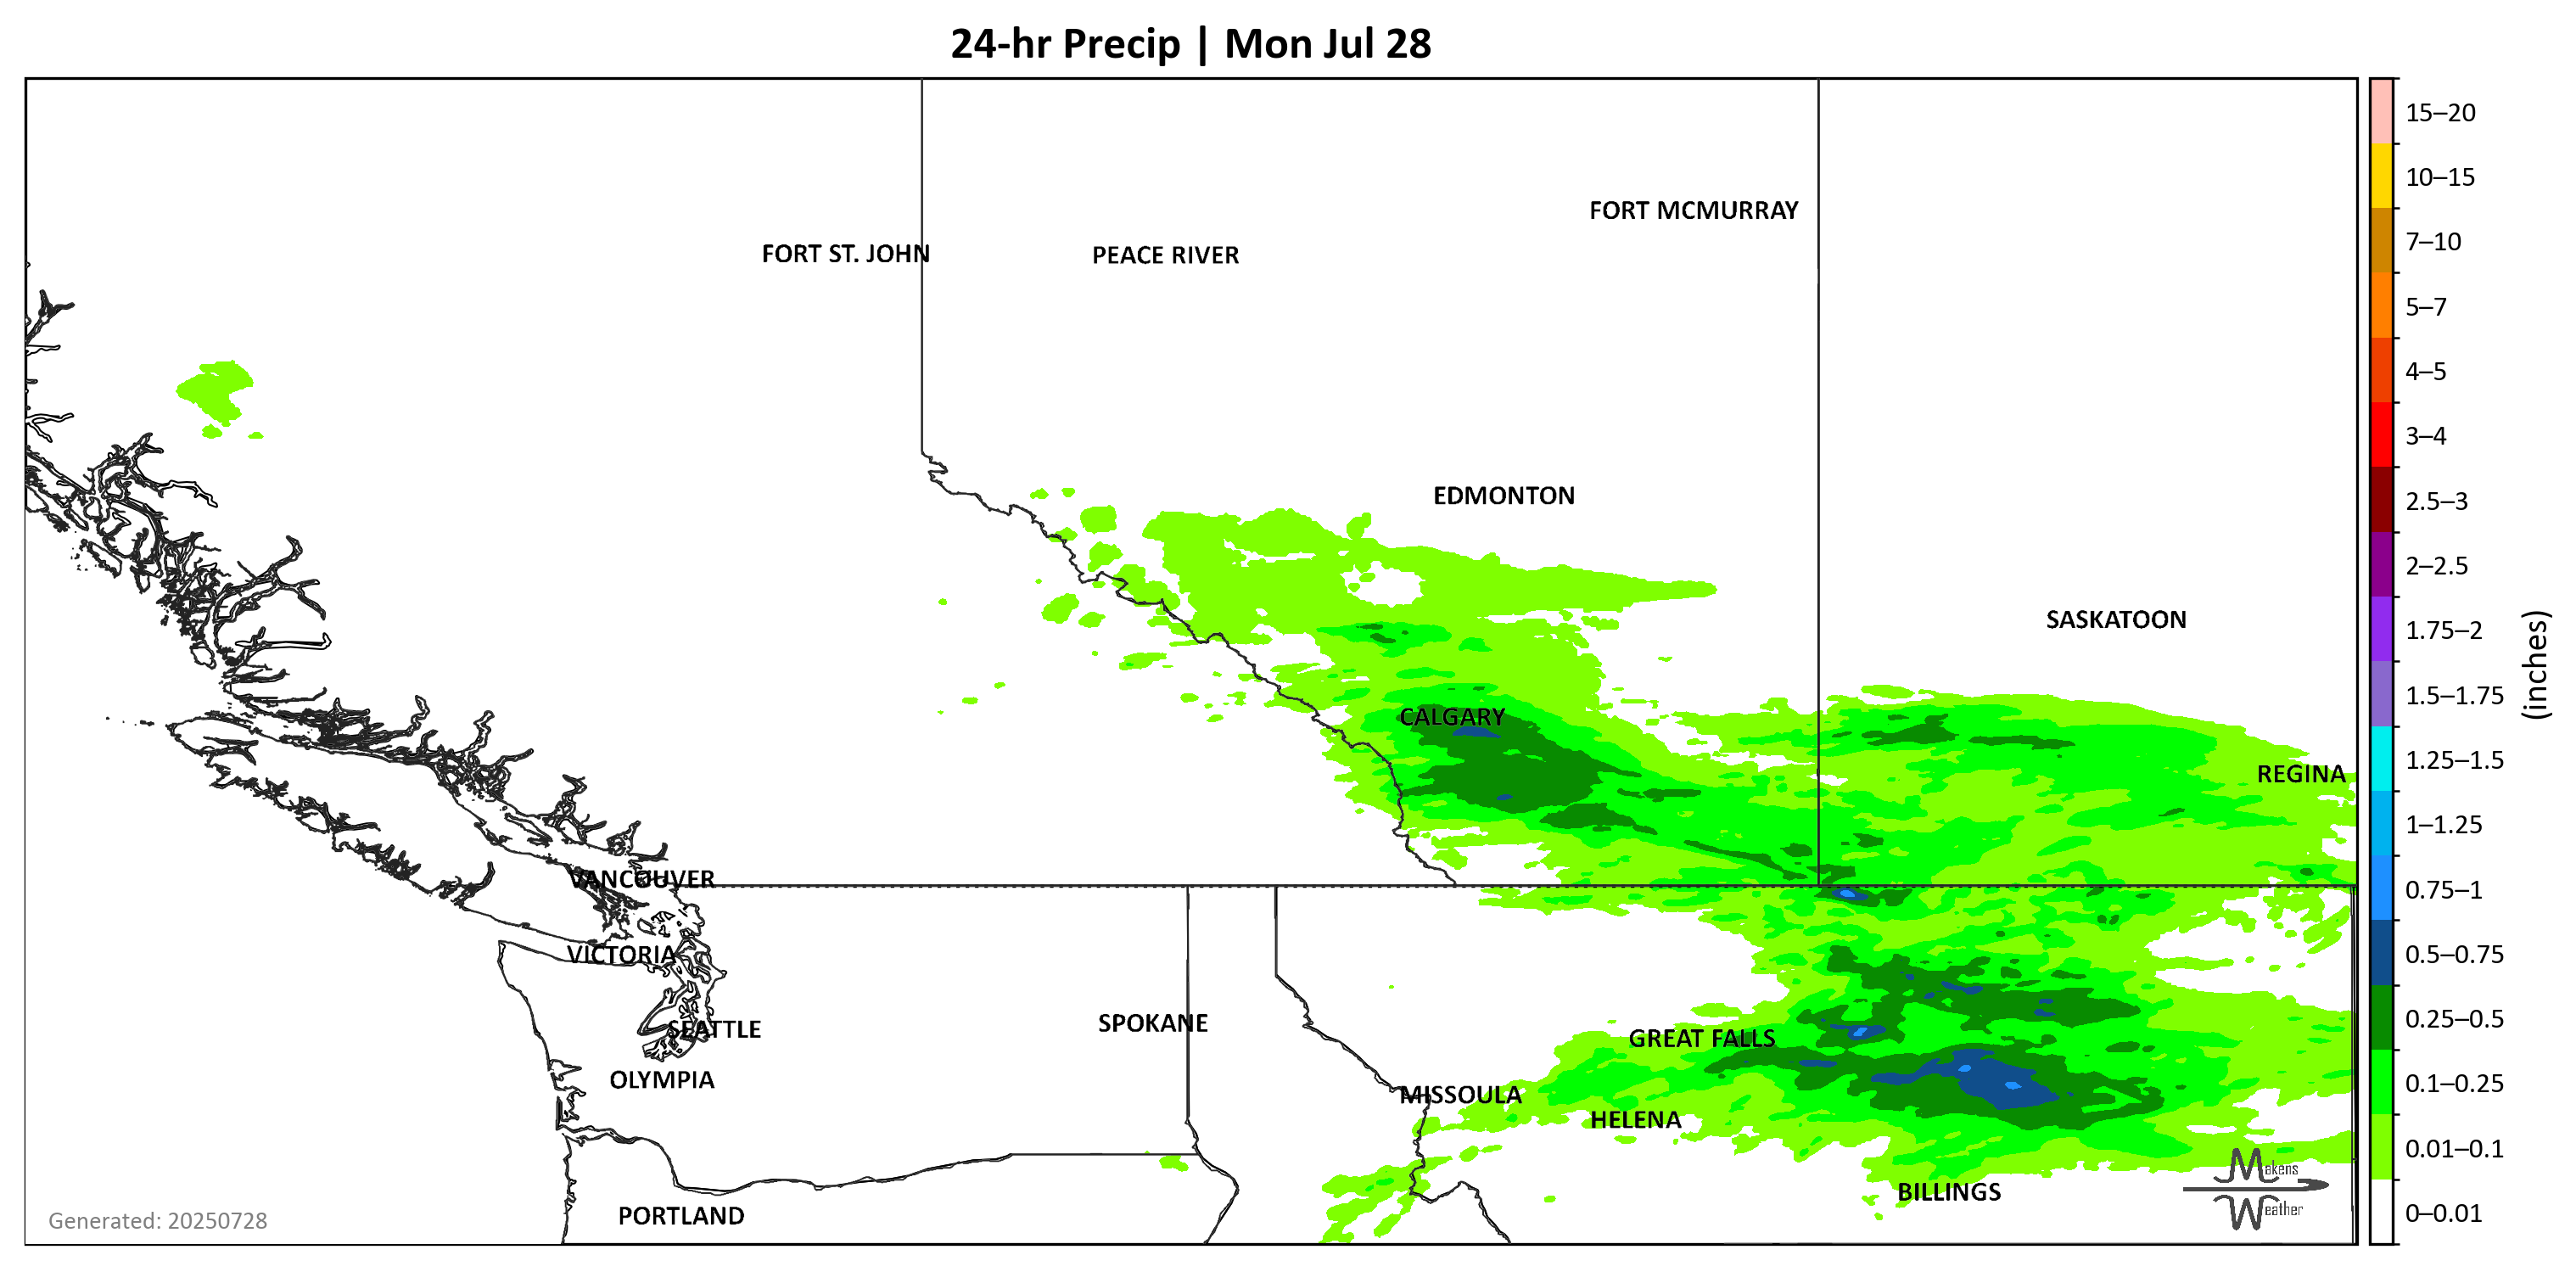 24-hr Precip | Mon Jul 28
FORT MCMURRAY
FORT ST. JOHN
PEACE RIVER
EDMONTON
SASKATOON
CALGARY
REGINA
VANCOUVER
VICTORIA
SPOKANE
SEATTLE
GREAT FALLS
OLYMPIA
MISSOULA
HELENA
BILLINGS
PORTLAND
Makens
Weather
Generated: 20250728
15–20
10–15
7–10
5–7
4–5
3–4
2.5–3
2–2.5
1.75–2
1.5–1.75
1.25–1.5
1–1.25
0.75–1
0.5–0.75
0.25–0.5
0.1–0.25
0.01–0.1
0–0.01
(inches)